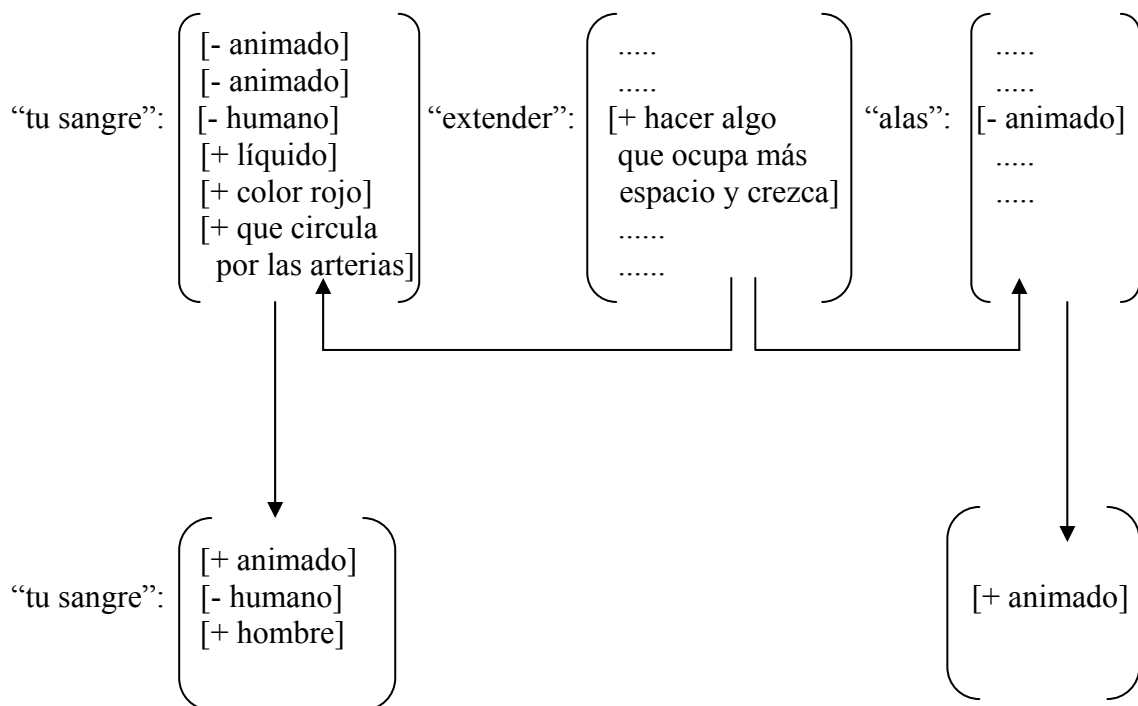 [- animado] ..... .....
[- animado] ..... .....
“tu sangre”: [- humano] “extender”: [+ hacer algo “alas”: [- animado]
[+ líquido] que ocupa más .....
[+ color rojo] espacio y crezca] .....
[+ que circula ......
por las arterias] ......
[+ animado]
“tu sangre”: [- humano] [+ animado]
[+ hombre]